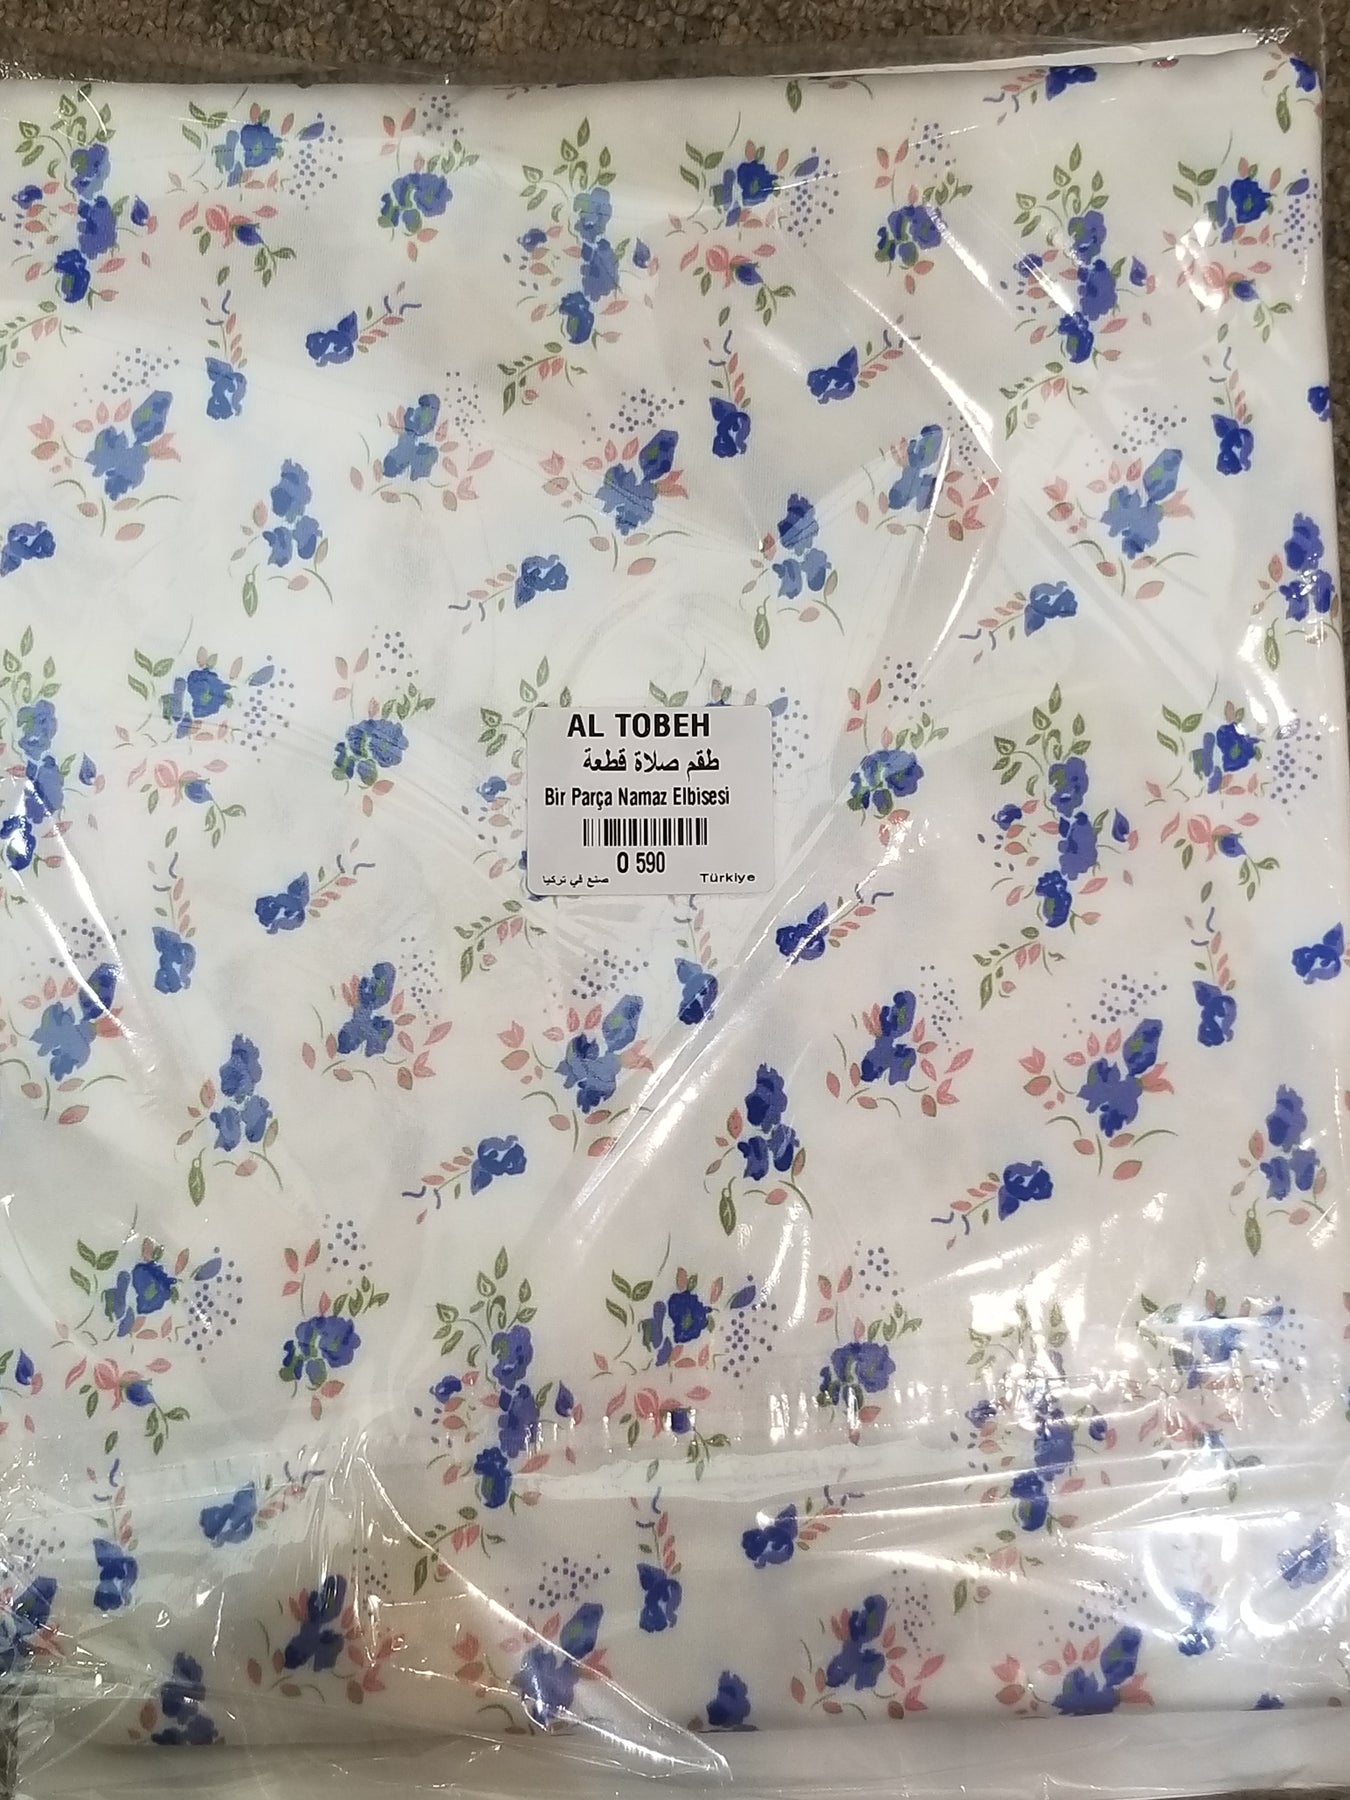 AL TOBEH
طقم صلاة قطعة
Bir Parça Namaz Elbisesi
O 590
صنع في تركيا Türkiye